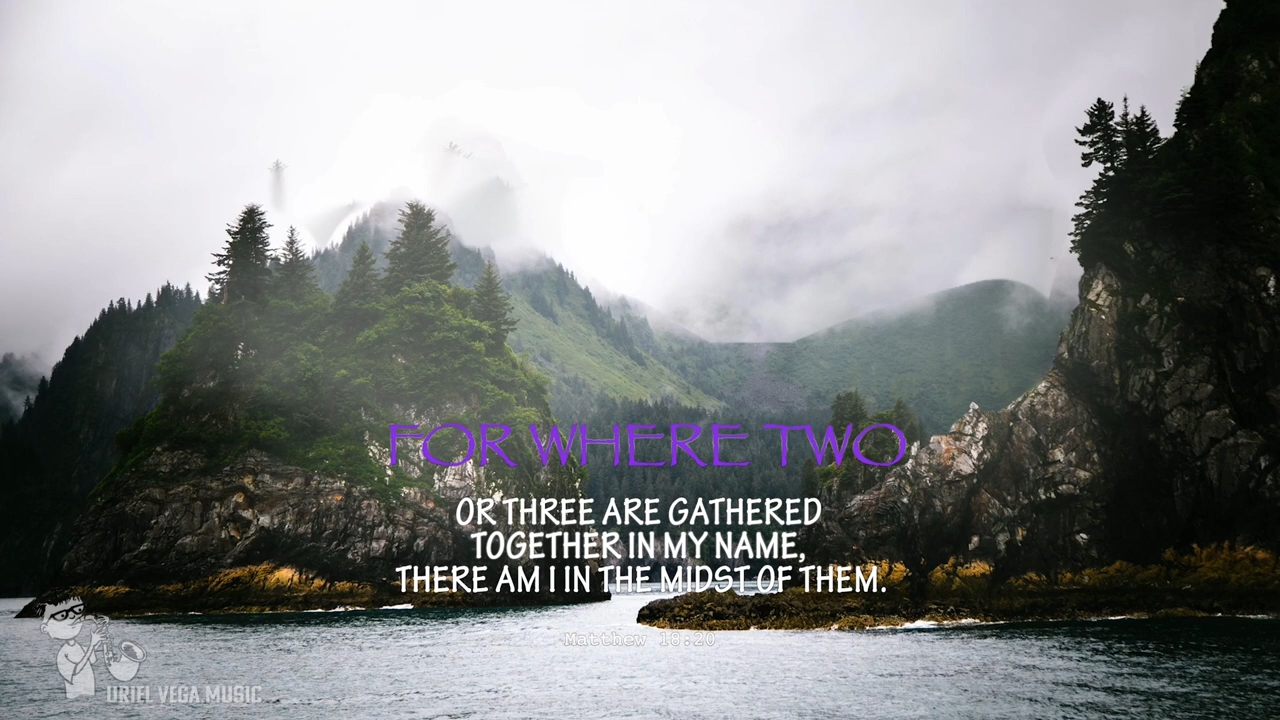 FOR WHERE TWO
OR THREE ARE GATHERED
TOGETHER IN MY NAME,
THERE AM I IN THE MIDST OF THEM.
Matthew 18:20
URIEL VEGA MUSIC